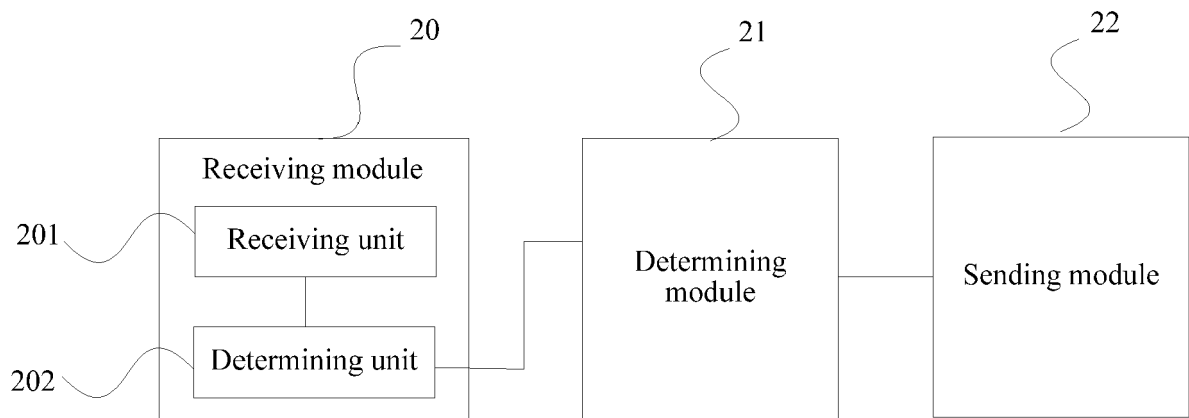 20
21
22
Receiving module
201
Receiving unit
Determining
module
Sending module
202
Determining unit